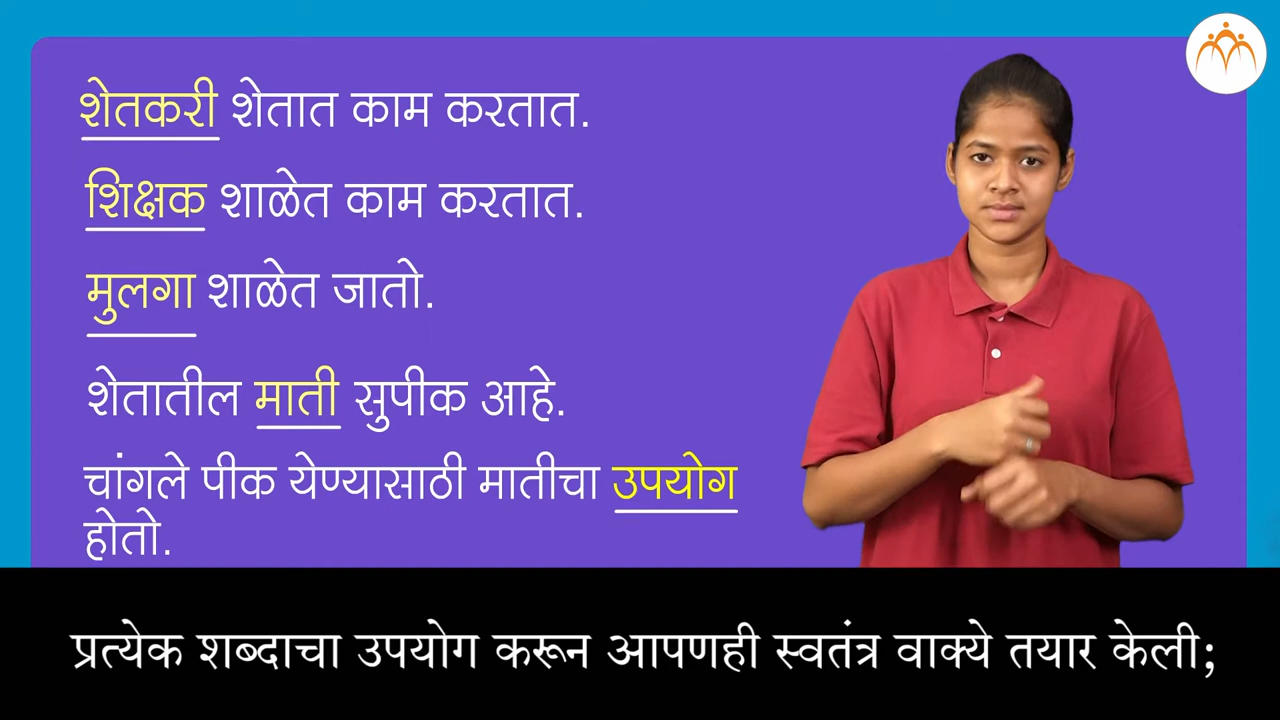 शेतकरी शेतात काम करतात.
शिक्षक शाळेत काम करतात.
मुलगा शाळेत जातो.
शेतातील माती सुपीक आहे.
चांगले पीक येण्यासाठी मातीचा उपयोग
होतो.
प्रत्येक शब्दाचा उपयोग करून आपणही स्वतंत्र वाक्ये तयार केली;